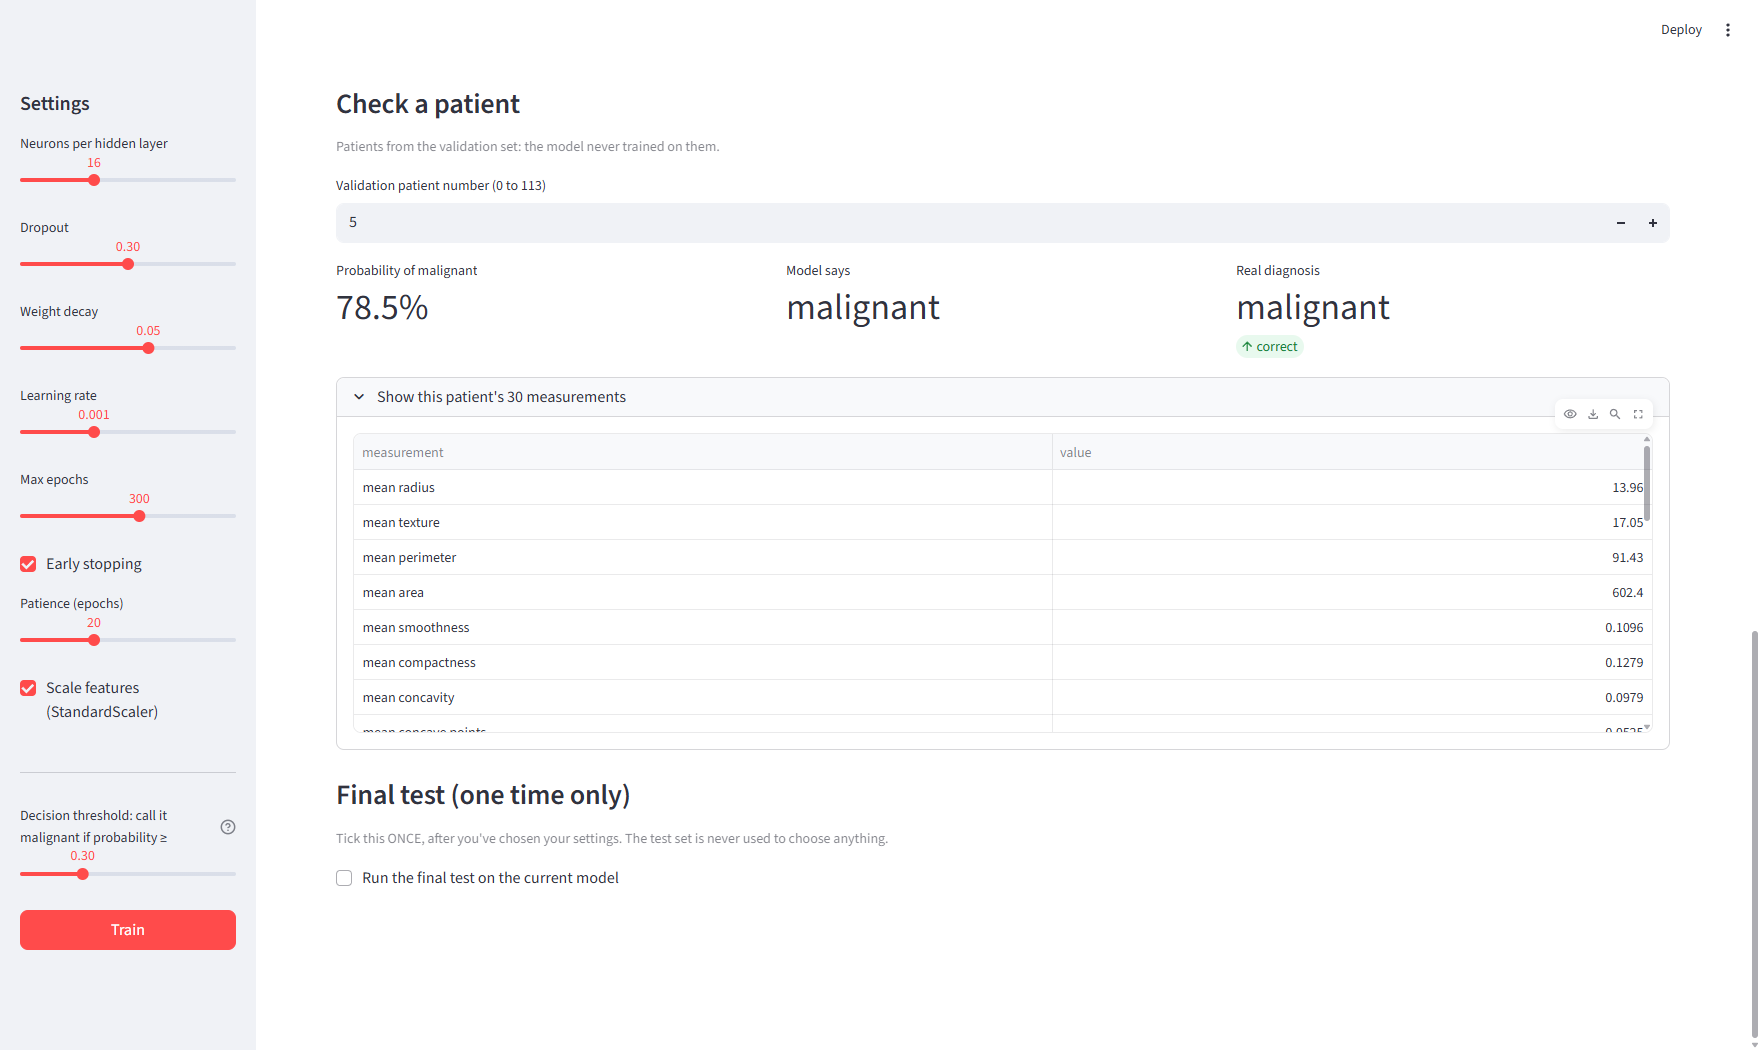 Deploy
Settings
Neurons per hidden layer
16
Dropout
0.30
Weight decay
0.05
Learning rate
0.001
Max epochs
300
Early stopping
Patience (epochs)
20
Scale features
(StandardScaler)
Decision threshold: call it
malignant if probability ≥
0.30
Train
Check a patient
Patients from the validation set: the model never trained on them.
Validation patient number (0 to 113)
5
Probability of malignant
78.5%
Model says
malignant
Real diagnosis
malignant
↑ correct
Show this patient's 30 measurements
measurement value
mean radius 13.96
mean texture 17.05
mean perimeter 91.43
mean area 602.4
mean smoothness 0.1096
mean compactness 0.1279
mean concavity 0.0979
mean concave points
Final test (one time only)
Tick this ONCE, after you've chosen your settings. The test set is never used to choose anything.
Run the final test on the current model